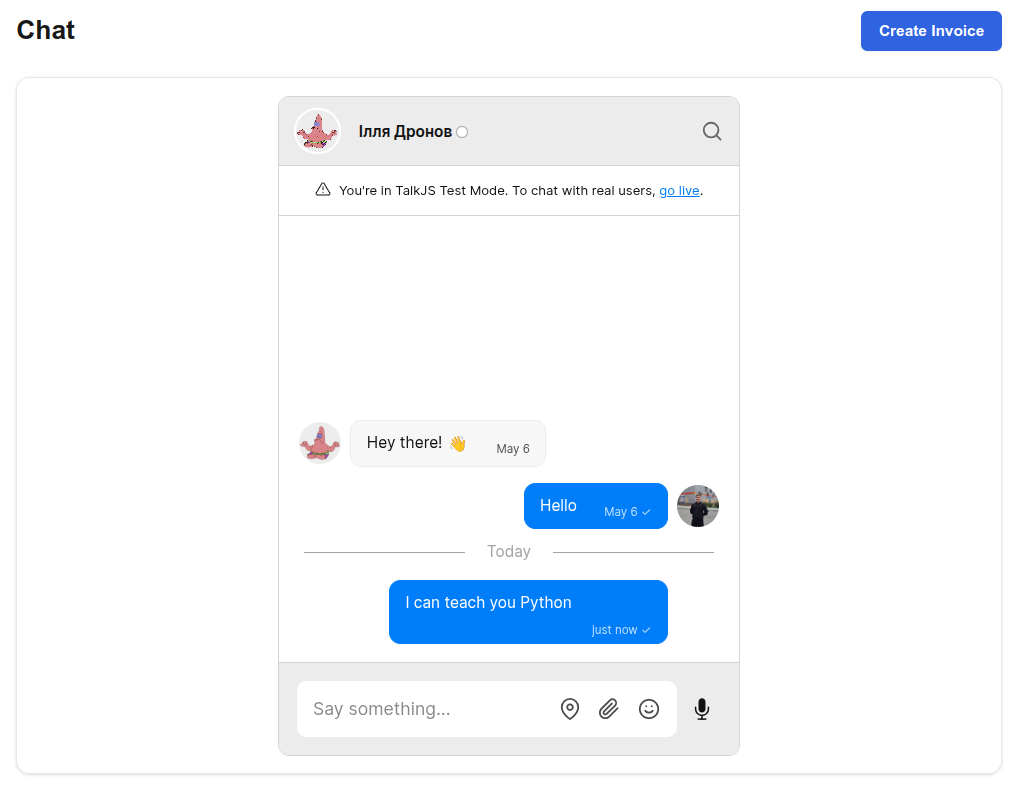 Chat
Create Invoice
Ілля Дронов
You're in TalkJS Test Mode. To chat with real users, go live.
Hey there! 👋 May 6
Hello May 6 ✓
Today
I can teach you Python
just now ✓
Say something...